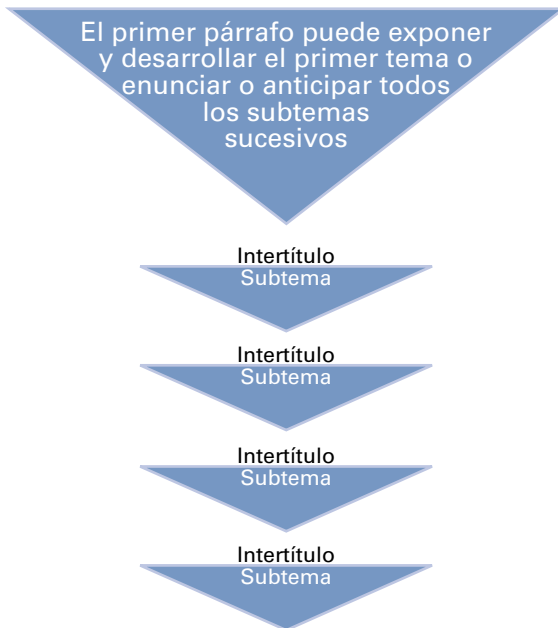 El primer párrafo puede exponer
y desarrollar el primer tema o
enunciar o anticipar todos
los subtemas
sucesivos
Intertítulo
Subtema
Intertítulo
Subtema
Intertítulo
Subtema
Intertítulo
Subtema